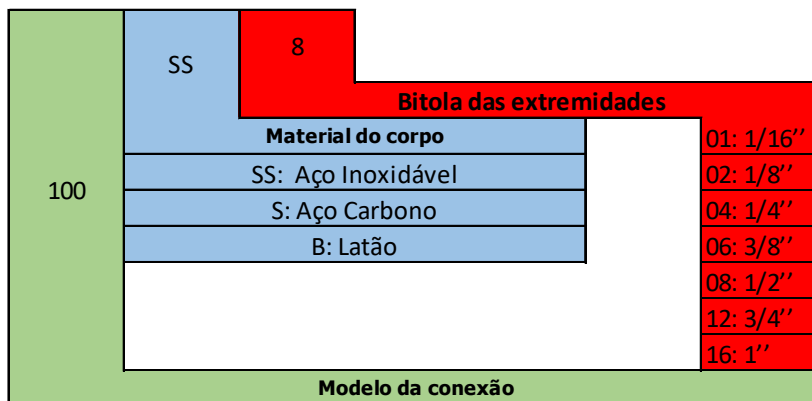 100
SS
8
Bitola das extremidades
Material do corpo
SS: Aço Inoxidável
S: Aço Carbono
B: Latão
01: 1/16’’
02: 1/8’’
04: 1/4’’
06: 3/8’’
08: 1/2’’
12: 3/4’’
16: 1’’
Modelo da conexão